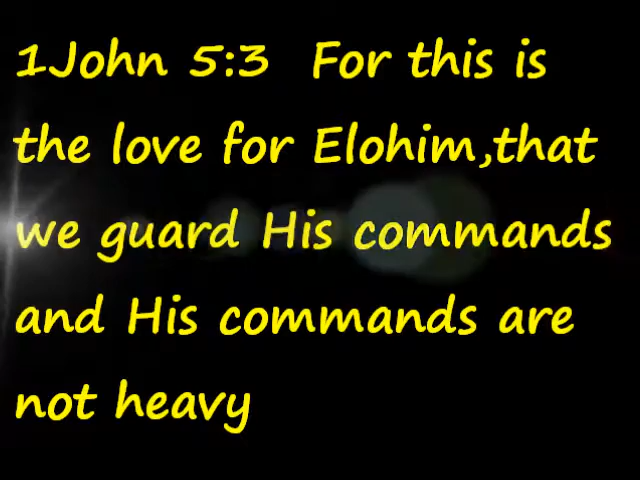 1John 5:3  For this is
the love for Elohim,that
we guard His commands
and His commands are
not heavy